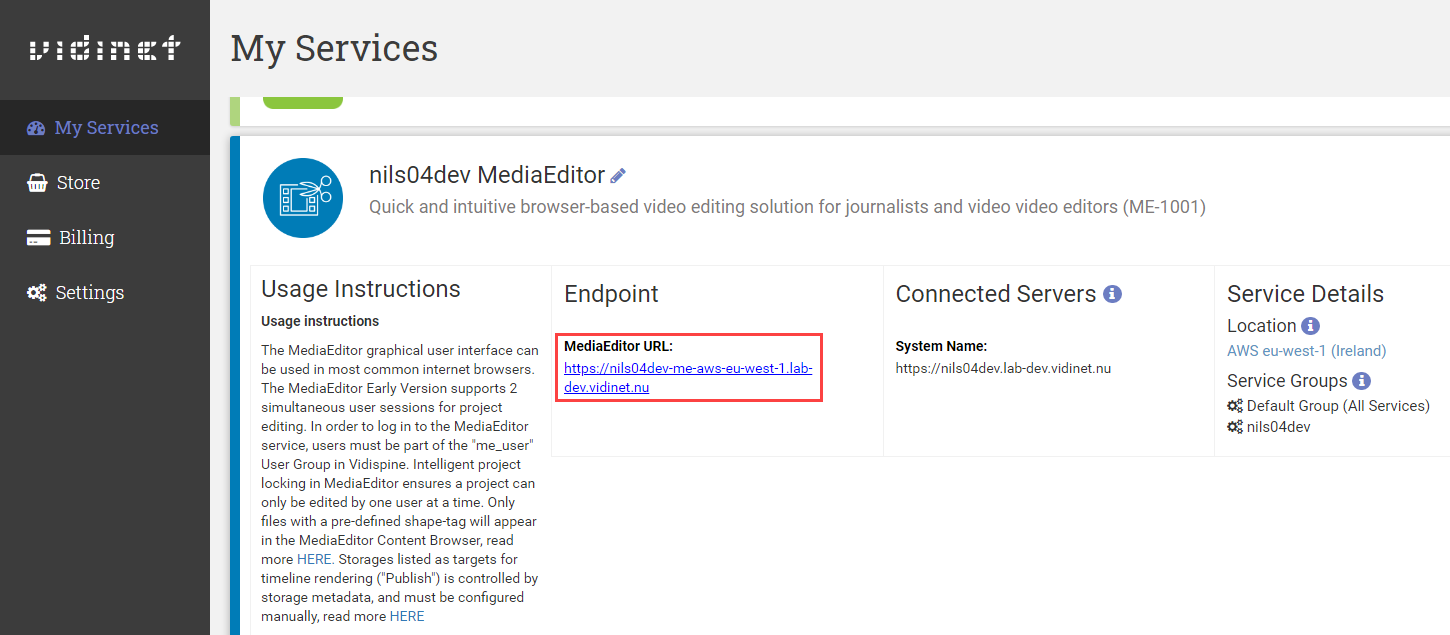 vidinet
My Services
My Services
Store
Billing
Settings
nils04dev MediaEditor
Quick and intuitive browser-based video editing solution for journalists and video video editors (ME-1001)
Usage Instructions
Usage instructions
The MediaEditor graphical user interface can
be used in most common internet browsers.
The MediaEditor Early Version supports 2
simultaneous user sessions for project
editing. In order to log in to the MediaEditor
service, users must be part of the "me_user"
User Group in Vidispine. Intelligent project
locking in MediaEditor ensures a project can
only be edited by one user at a time. Only
files with a pre-defined shape-tag will appear
in the MediaEditor Content Browser, read
more HERE. Storages listed as targets for
timeline rendering ("Publish") is controlled by
storage metadata, and must be configured
manually, read more HERE
Endpoint
MediaEditor URL:
https://nils04dev-me-aws-eu-west-1.lab-
dev.vidinet.nu
Connected Servers
System Name:
https://nils04dev.lab-dev.vidinet.nu
Service Details
Location
AWS eu-west-1 (Ireland)
Service Groups
Default Group (All Services)
nils04dev